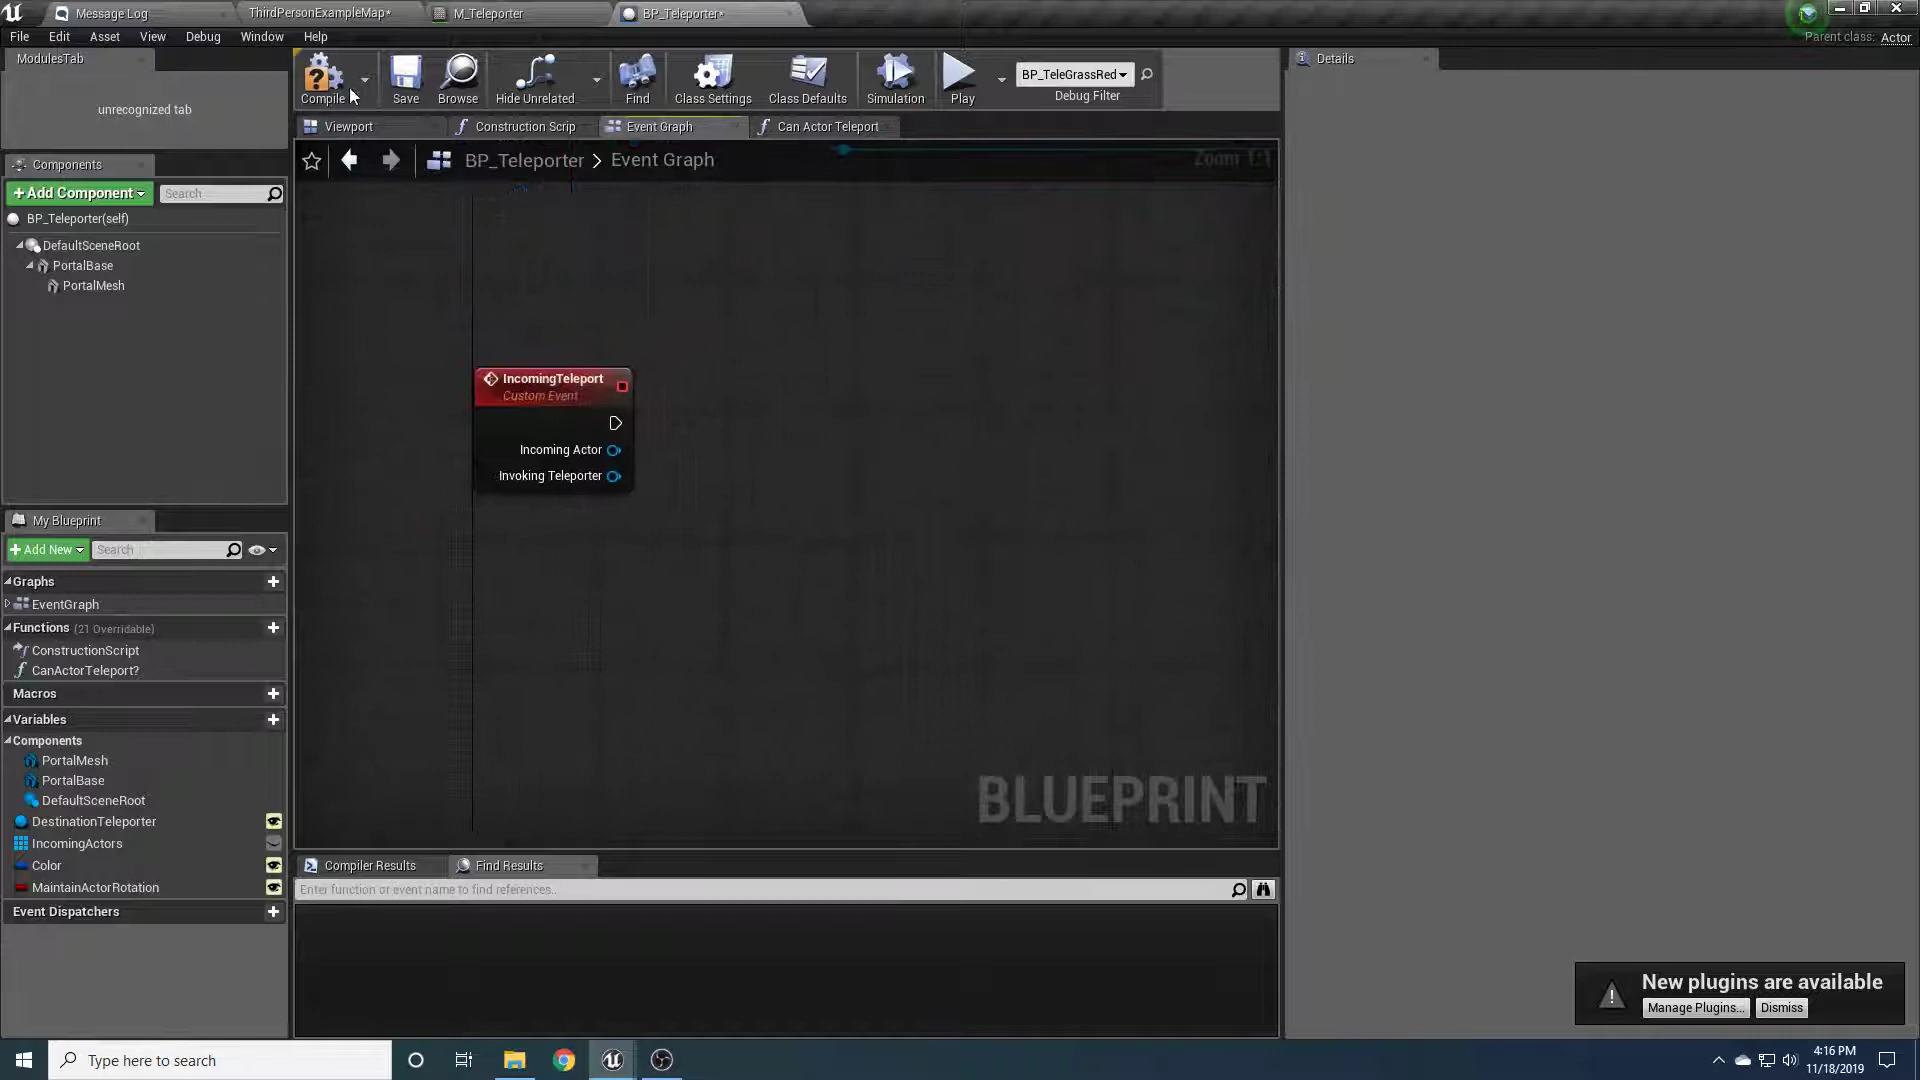 Message Log
ThirdPersonExampleMap*
M_Teleporter
BP_Teleporter*
File
Edit
Asset
View
Debug
Window
Help
Parent class: Actor
ModulesTab
unrecognized tab
Compile
Save
Browse
Hide Unrelated
Find
Class Settings
Class Defaults
Simulation
Play
BP_TeleGrassRed
Debug Filter
Details
Viewport
Construction Scrip
Event Graph
Can Actor Teleport
BP_Teleporter > Event Graph
Zoom 1:1
Components
+Add Component
Search
BP_Teleporter(self)
DefaultSceneRoot
PortalBase
PortalMesh
IncomingTeleport
Custom Event
Incoming Actor
Invoking Teleporter
My Blueprint
+Add New
Search
Graphs
EventGraph
Functions (21 Overridable)
ConstructionScript
CanActorTeleport?
Macros
Variables
Components
PortalMesh
PortalBase
DefaultSceneRoot
DestinationTeleporter
IncomingActors
Color
MaintainActorRotation
Event Dispatchers
BLUEPRINT
Compiler Results
Find Results
Enter function or event name to find references..
New plugins are available
Manage Plugins...
Dismiss
Type here to search
4:16 PM
11/18/2019